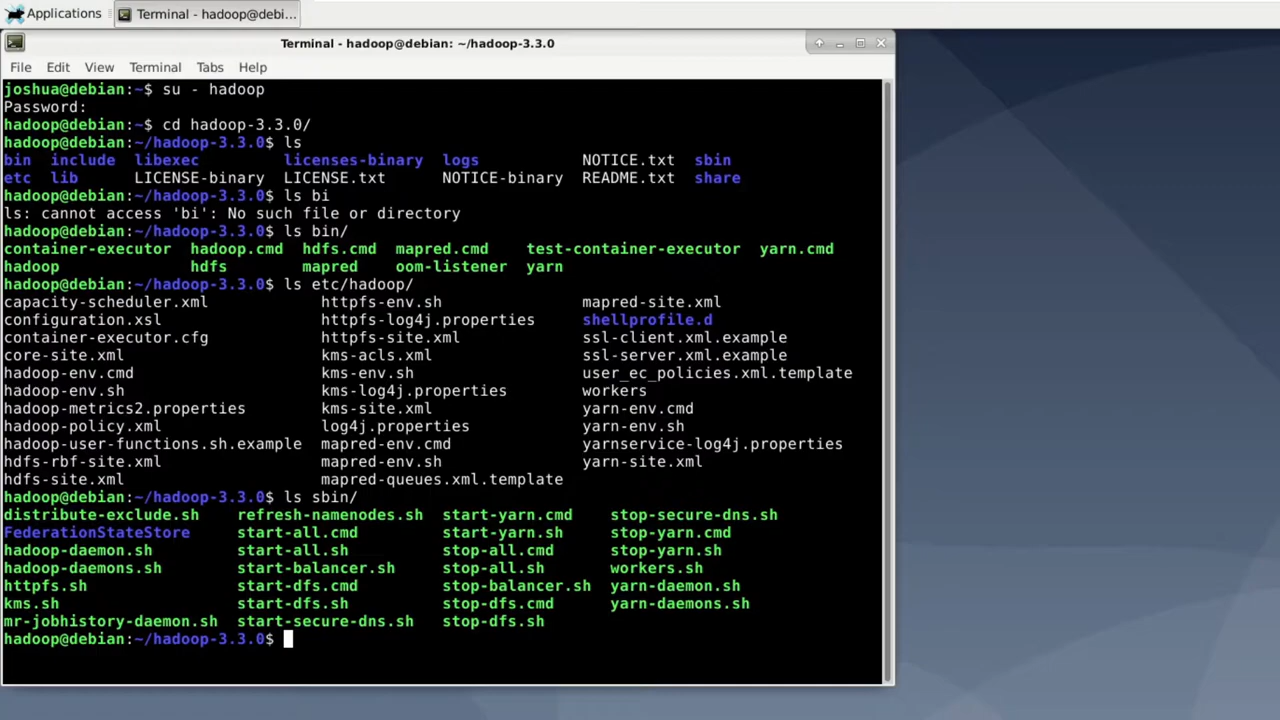 Applications Terminal - hadoop@debi...
Terminal - hadoop@debian: ~/hadoop-3.3.0
File Edit View Terminal Tabs Help
joshua@debian:~$ su - hadoop
Password:
hadoop@debian:~$ cd hadoop-3.3.0/
hadoop@debian:~/hadoop-3.3.0$ ls
bin include libexec licenses-binary logs NOTICE.txt sbin
etc lib LICENSE-binary LICENSE.txt NOTICE-binary README.txt share
hadoop@debian:~/hadoop-3.3.0$ ls bi
ls: cannot access 'bi': No such file or directory
hadoop@debian:~/hadoop-3.3.0$ ls bin/
container-executor hadoop.cmd hdfs.cmd mapred.cmd test-container-executor yarn.cmd
hadoop hdfs mapred oom-listener yarn
hadoop@debian:~/hadoop-3.3.0$ ls etc/hadoop/
capacity-scheduler.xml httpfs-env.sh mapred-site.xml
configuration.xsl httpfs-log4j.properties shellprofile.d
container-executor.cfg httpfs-site.xml ssl-client.xml.example
core-site.xml kms-acls.xml ssl-server.xml.example
hadoop-env.cmd kms-env.sh user_ec_policies.xml.template
hadoop-env.sh kms-log4j.properties workers
hadoop-metrics2.properties kms-site.xml yarn-env.cmd
hadoop-policy.xml log4j.properties yarn-env.sh
hadoop-user-functions.sh.example mapred-env.cmd yarnservice-log4j.properties
hdfs-rbf-site.xml mapred-env.sh yarn-site.xml
hdfs-site.xml mapred-queues.xml.template
hadoop@debian:~/hadoop-3.3.0$ ls sbin/
distribute-exclude.sh refresh-namenodes.sh start-yarn.cmd stop-secure-dns.sh
FederationStateStore start-all.cmd start-yarn.sh stop-yarn.cmd
hadoop-daemon.sh start-all.sh stop-all.cmd stop-yarn.sh
hadoop-daemons.sh start-balancer.sh stop-all.sh workers.sh
httpfs.sh start-dfs.cmd stop-balancer.sh yarn-daemon.sh
kms.sh start-dfs.sh stop-dfs.cmd yarn-daemons.sh
mr-jobhistory-daemon.sh start-secure-dns.sh stop-dfs.sh
hadoop@debian:~/hadoop-3.3.0$